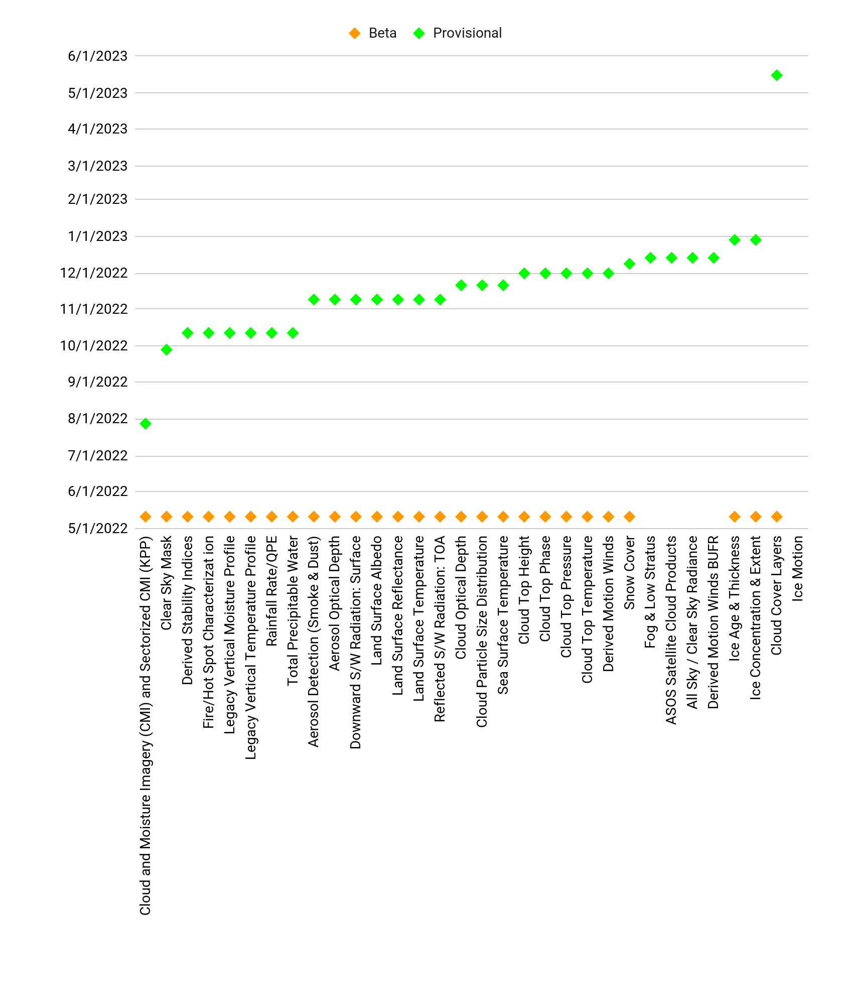 Beta
Provisional
6/1/2023
5/1/2023
4/1/2023
3/1/2023
2/1/2023
1/1/2023
12/1/2022
11/1/2022
10/1/2022
9/1/2022
8/1/2022
7/1/2022
6/1/2022
5/1/2022
Cloud and Moisture Imagery (CMI) and Sectorized CMI (KPP)
Clear Sky Mask
Derived Stability Indices
Fire/Hot Spot Characterizat ion
Legacy Vertical Moisture Profile
Legacy Vertical Temperature Profile
Rainfall Rate/QPE
Total Precipitable Water
Aerosol Detection (Smoke & Dust)
Aerosol Optical Depth
Downward S/W Radiation: Surface
Land Surface Albedo
Land Surface Reflectance
Land Surface Temperature
Reflected S/W Radiation: TOA
Cloud Optical Depth
Cloud Particle Size Distribution
Sea Surface Temperature
Cloud Top Height
Cloud Top Phase
Cloud Top Pressure
Cloud Top Temperature
Derived Motion Winds
Snow Cover
Fog & Low Stratus
ASOS Satellite Cloud Products
All Sky / Clear Sky Radiance
Derived Motion Winds BUFR
Ice Age & Thickness
Ice Concentration & Extent
Cloud Cover Layers
Ice Motion